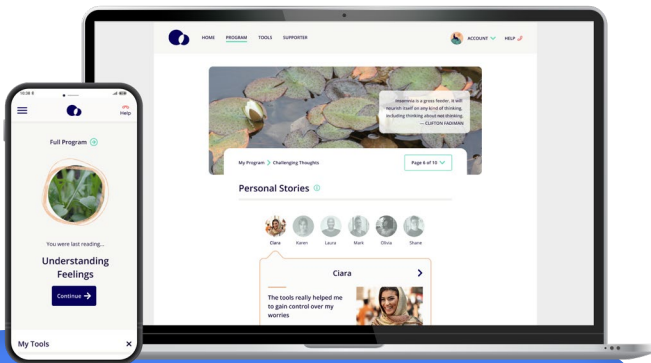 HOME PROGRAM TOOLS SUPPORTER ACCOUNT HELP
Insomnia is a gross feeder. It will
nourish itself on any kind of thinking,
including thinking about not thinking.
— CLIFTON FADIMAN
My Program > Challenging Thoughts
Page 6 of 10
Personal Stories
Ciara Karen Laura Mark Olivia Shane
Ciara
The tools really helped me
to gain control over my
worries
Help
Full Program
You were last reading...
Understanding
Feelings
Continue
My Tools